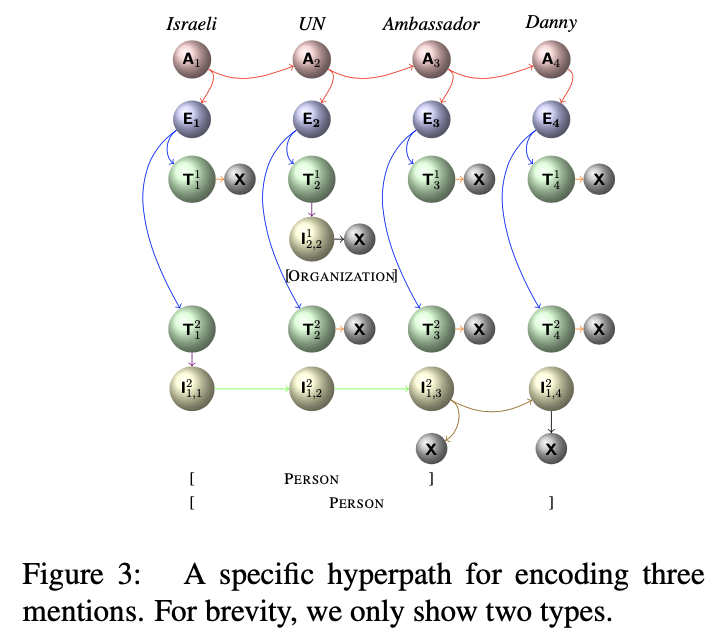 Israeli UN Ambassador Danny
A₁ A₂ A₃ A₄
E₁ E₂ E₃ E₄
T¹₁ X T¹₂ T¹₃ X T¹₄ X
I¹₂,₂ X
[ORGANIZATION]
T²₁ T²₂ X T²₃ X T²₄ X
I²₁,₁ I²₁,₂ I²₁,₃ I²₁,₄
X X
[ PERSON ]
[ PERSON ]
Figure 3: A specific hyperpath for encoding three
mentions. For brevity, we only show two types.